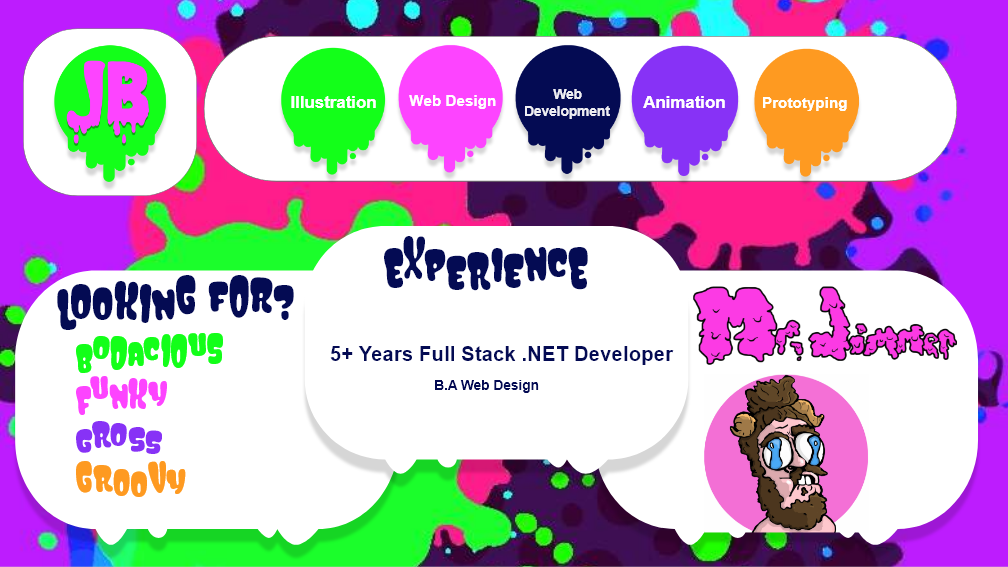 JB
Illustration
Web Design
Web
Development
Animation
Prototyping
EXPERIENCE
LOOKING FOR?
BODACIOUS
FUNKY
GROSS
GROOVY
5+ Years Full Stack .NET Developer
B.A Web Design
Mr. Jimmer